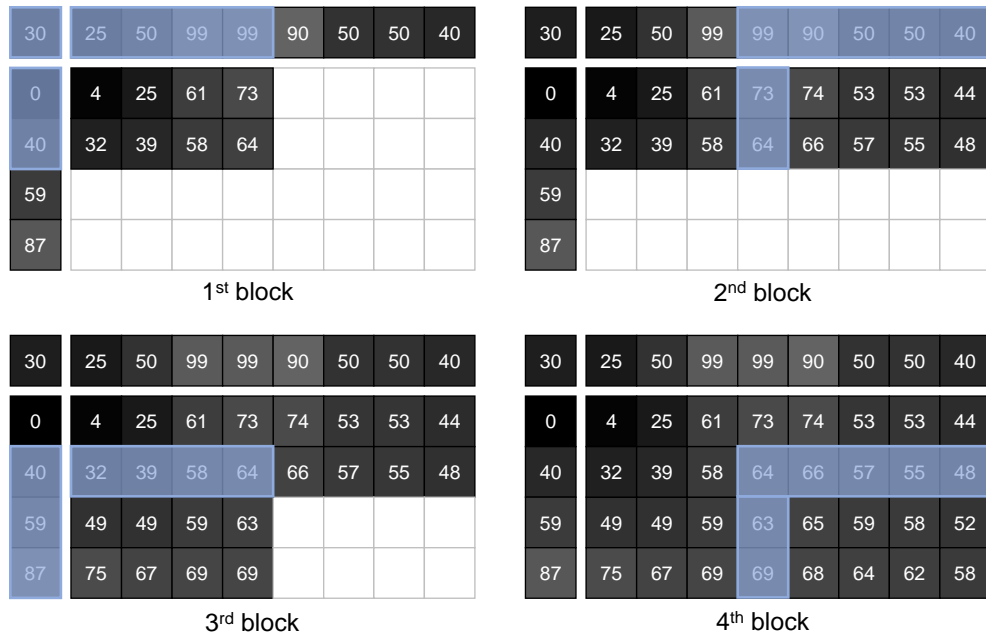 30 25 50 99 99 90 50 50 40
0 4 25 61 73
40 32 39 58 64
59
87
1st block
30 25 50 99 99 90 50 50 40
0 4 25 61 73 74 53 53 44
40 32 39 58 64 66 57 55 48
59
87
2nd block
30 25 50 99 99 90 50 50 40
0 4 25 61 73 74 53 53 44
40 32 39 58 64 66 57 55 48
59 49 49 59 63
87 75 67 69 69
3rd block
30 25 50 99 99 90 50 50 40
0 4 25 61 73 74 53 53 44
40 32 39 58 64 66 57 55 48
59 49 49 59 63 65 59 58 52
87 75 67 69 69 68 64 62 58
4th block